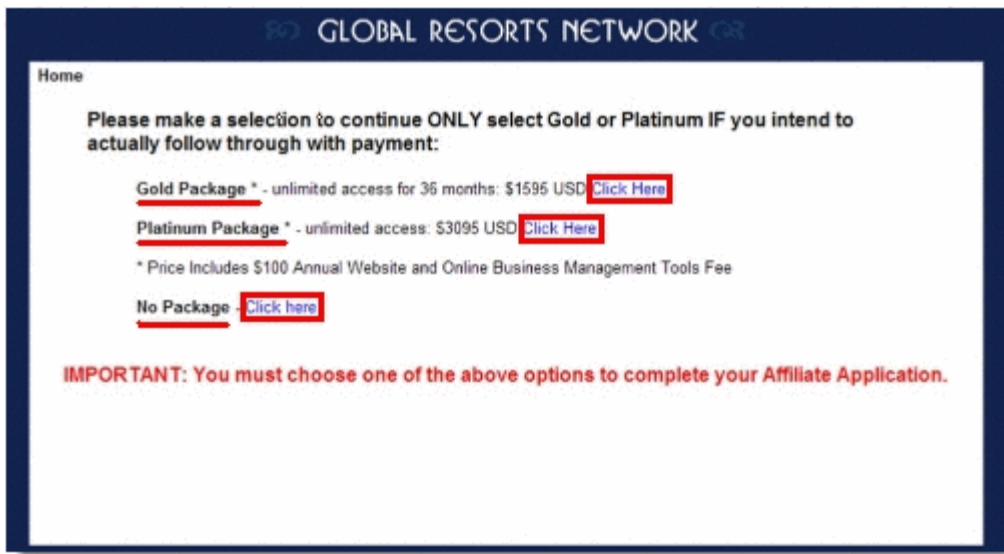 GLOBAL RESORTS NETWORK
Home
Please make a selection to continue ONLY select Gold or Platinum IF you intend to
actually follow through with payment:
Gold Package * - unlimited access for 36 months: $1595 USD Click Here
Platinum Package * - unlimited access: $3095 USD Click Here
* Price Includes $100 Annual Website and Online Business Management Tools Fee
No Package - Click here
IMPORTANT: You must choose one of the above options to complete your Affiliate Application.